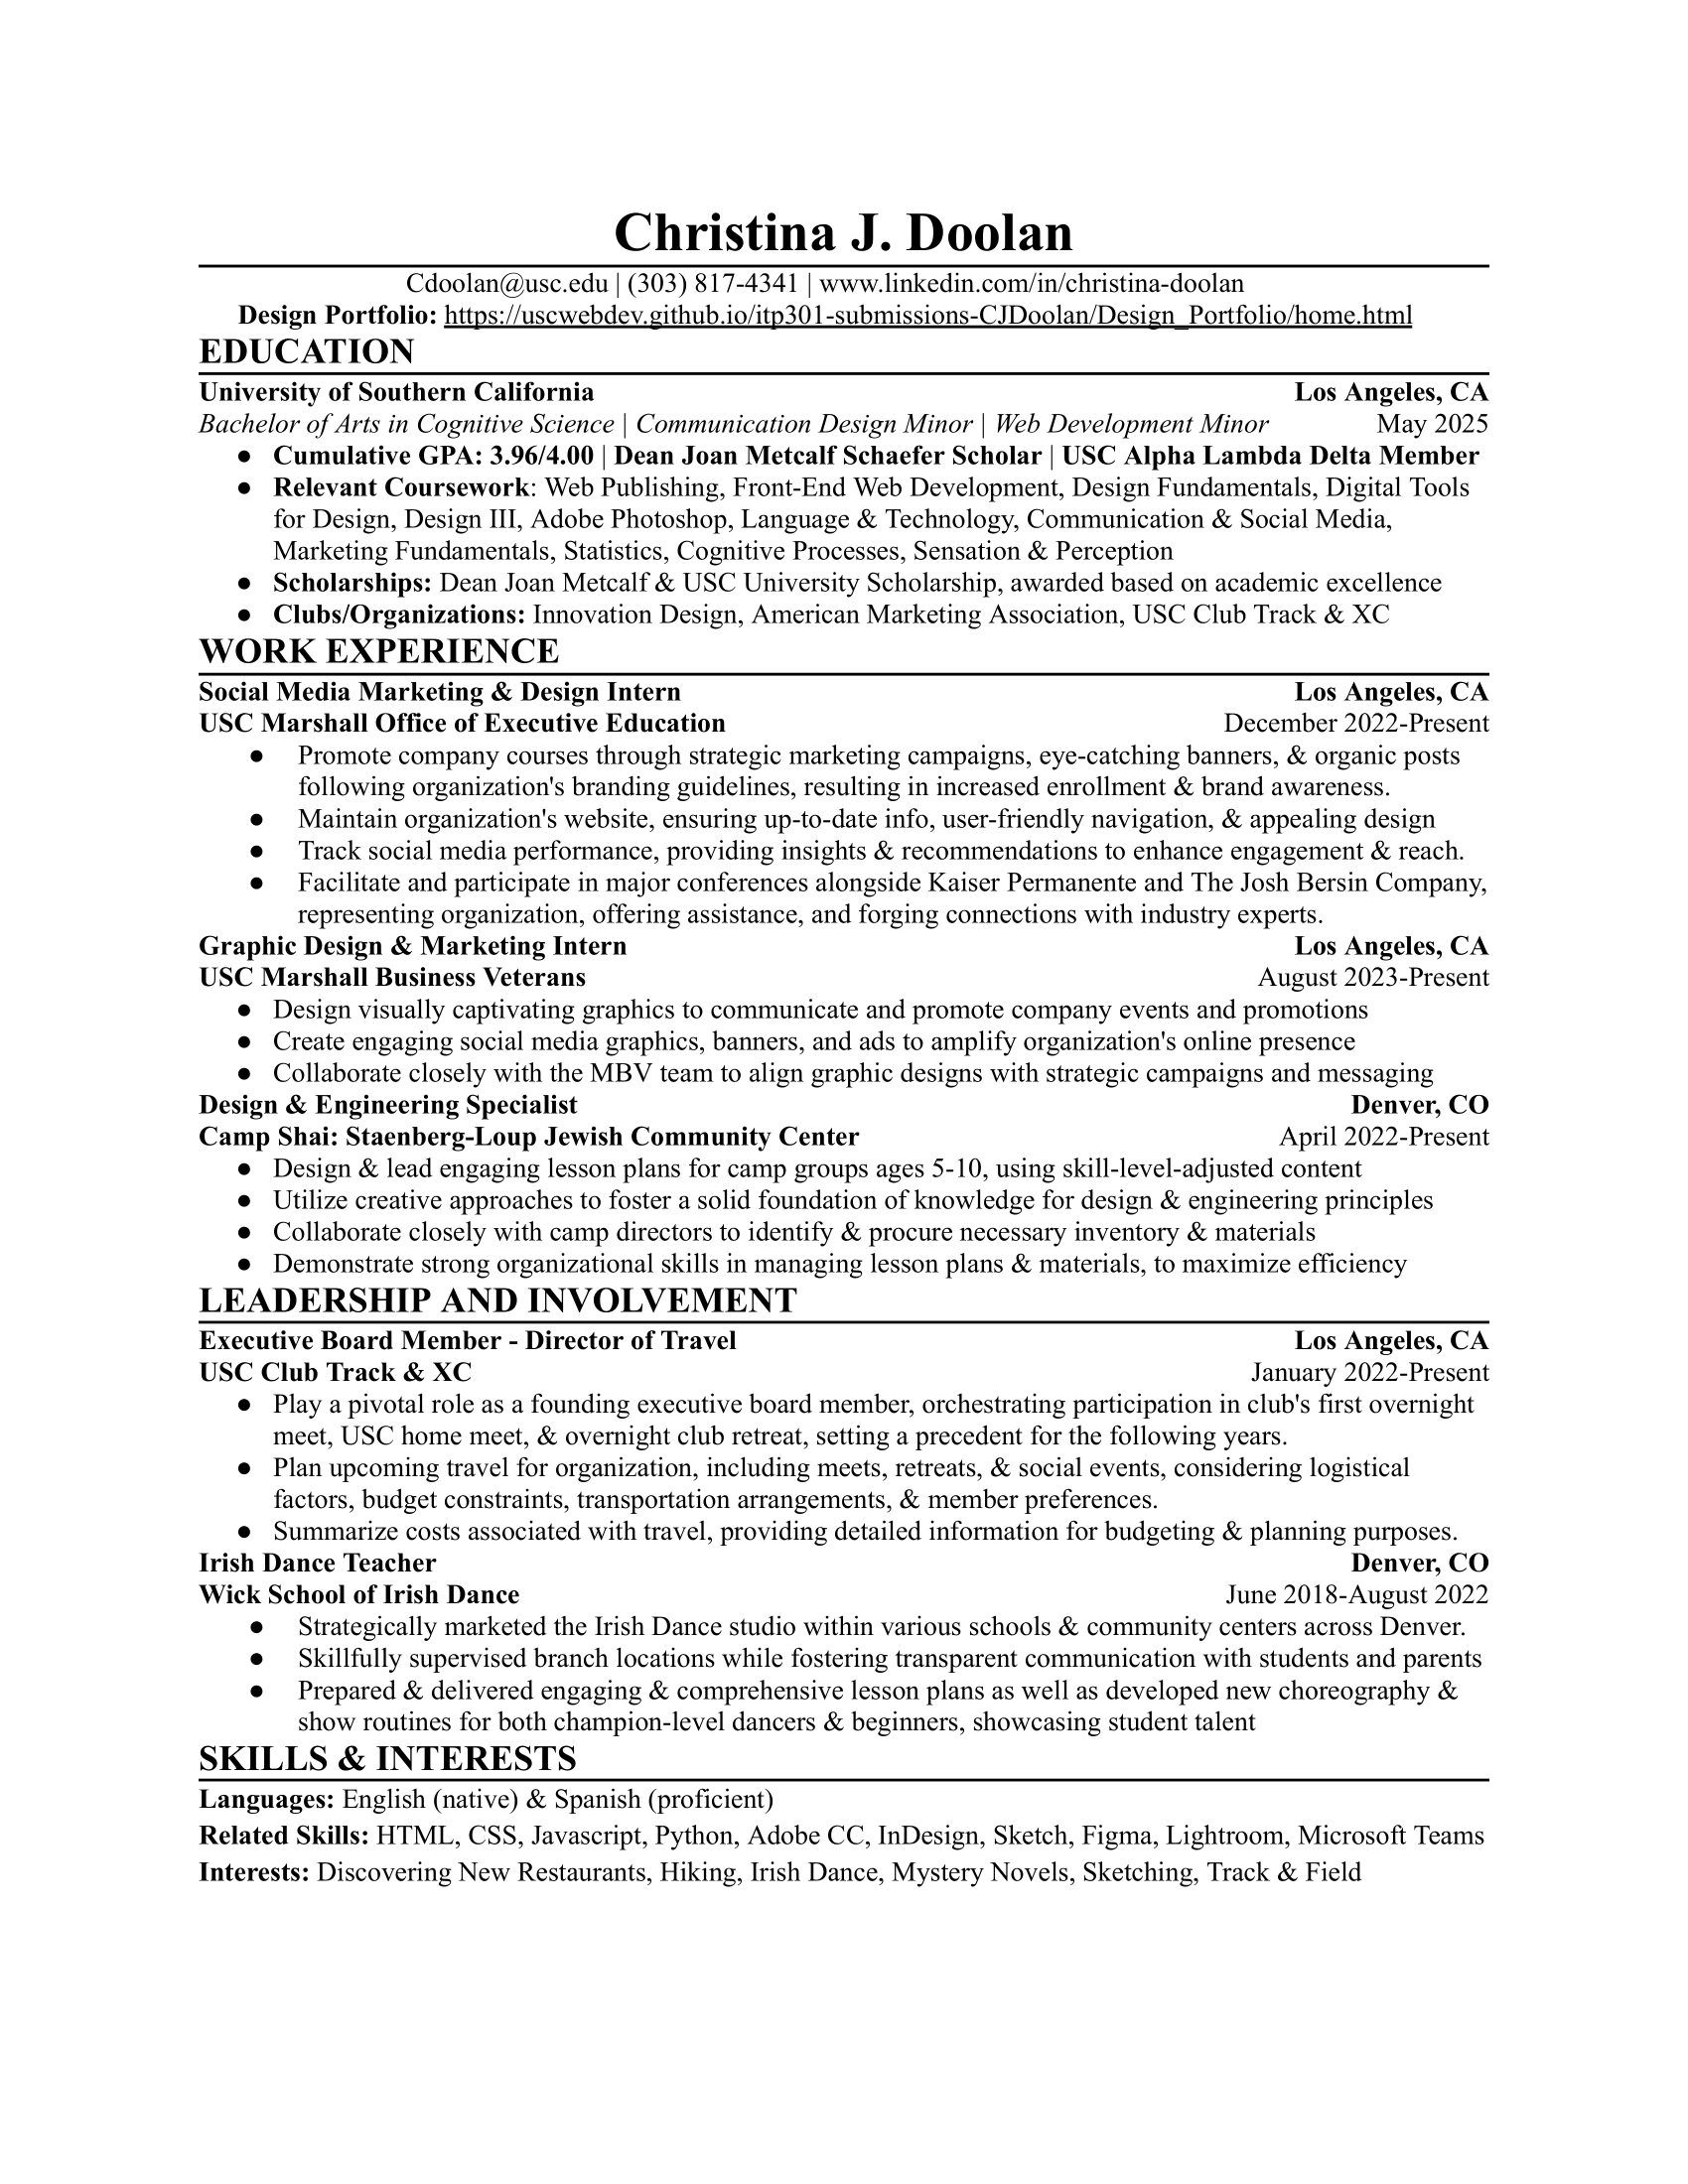 Christina J. Doolan
Cdoolan@usc.edu | (303) 817-4341 | www.linkedin.com/in/christina-doolan
Design Portfolio: https://uscwebdev.github.io/itp301-submissions-CJDoolan/Design_Portfolio/home.html
EDUCATION
University of Southern California Los Angeles, CA
Bachelor of Arts in Cognitive Science | Communication Design Minor | Web Development Minor May 2025
● Cumulative GPA: 3.96/4.00 | Dean Joan Metcalf Schaefer Scholar | USC Alpha Lambda Delta Member
● Relevant Coursework: Web Publishing, Front-End Web Development, Design Fundamentals, Digital Tools
for Design, Design III, Adobe Photoshop, Language & Technology, Communication & Social Media,
Marketing Fundamentals, Statistics, Cognitive Processes, Sensation & Perception
● Scholarships: Dean Joan Metcalf & USC University Scholarship, awarded based on academic excellence
● Clubs/Organizations: Innovation Design, American Marketing Association, USC Club Track & XC
WORK EXPERIENCE
Social Media Marketing & Design Intern Los Angeles, CA
USC Marshall Office of Executive Education December 2022-Present
● Promote company courses through strategic marketing campaigns, eye-catching banners, & organic posts
following organization's branding guidelines, resulting in increased enrollment & brand awareness.
● Maintain organization's website, ensuring up-to-date info, user-friendly navigation, & appealing design
● Track social media performance, providing insights & recommendations to enhance engagement & reach.
● Facilitate and participate in major conferences alongside Kaiser Permanente and The Josh Bersin Company,
representing organization, offering assistance, and forging connections with industry experts.
Graphic Design & Marketing Intern Los Angeles, CA
USC Marshall Business Veterans August 2023-Present
● Design visually captivating graphics to communicate and promote company events and promotions
● Create engaging social media graphics, banners, and ads to amplify organization's online presence
● Collaborate closely with the MBV team to align graphic designs with strategic campaigns and messaging
Design & Engineering Specialist Denver, CO
Camp Shai: Staenberg-Loup Jewish Community Center April 2022-Present
● Design & lead engaging lesson plans for camp groups ages 5-10, using skill-level-adjusted content
● Utilize creative approaches to foster a solid foundation of knowledge for design & engineering principles
● Collaborate closely with camp directors to identify & procure necessary inventory & materials
● Demonstrate strong organizational skills in managing lesson plans & materials, to maximize efficiency
LEADERSHIP AND INVOLVEMENT
Executive Board Member - Director of Travel Los Angeles, CA
USC Club Track & XC January 2022-Present
● Play a pivotal role as a founding executive board member, orchestrating participation in club's first overnight
meet, USC home meet, & overnight club retreat, setting a precedent for the following years.
● Plan upcoming travel for organization, including meets, retreats, & social events, considering logistical
factors, budget constraints, transportation arrangements, & member preferences.
● Summarize costs associated with travel, providing detailed information for budgeting & planning purposes.
Irish Dance Teacher Denver, CO
Wick School of Irish Dance June 2018-August 2022
● Strategically marketed the Irish Dance studio within various schools & community centers across Denver.
● Skillfully supervised branch locations while fostering transparent communication with students and parents
● Prepared & delivered engaging & comprehensive lesson plans as well as developed new choreography &
show routines for both champion-level dancers & beginners, showcasing student talent
SKILLS & INTERESTS
Languages: English (native) & Spanish (proficient)
Related Skills: HTML, CSS, Javascript, Python, Adobe CC, InDesign, Sketch, Figma, Lightroom, Microsoft Teams
Interests: Discovering New Restaurants, Hiking, Irish Dance, Mystery Novels, Sketching, Track & Field